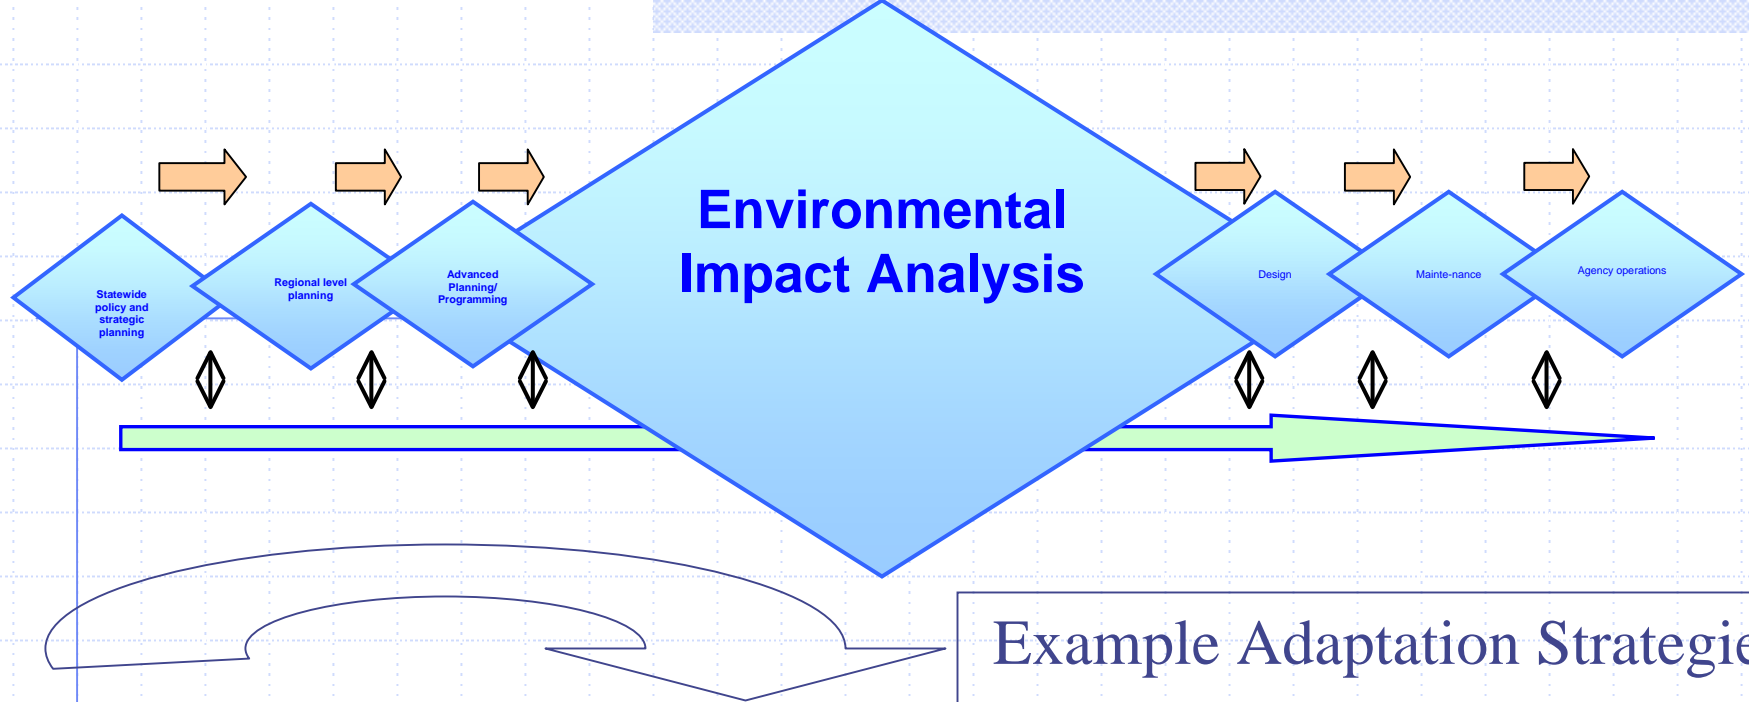 Environmental
Impact Analysis
Statewide
policy and
strategic
planning
Regional level
planning
Advanced
Planning/
Programming
Design
Mainte-nance
Agency operations
Example Adaptation Strategie